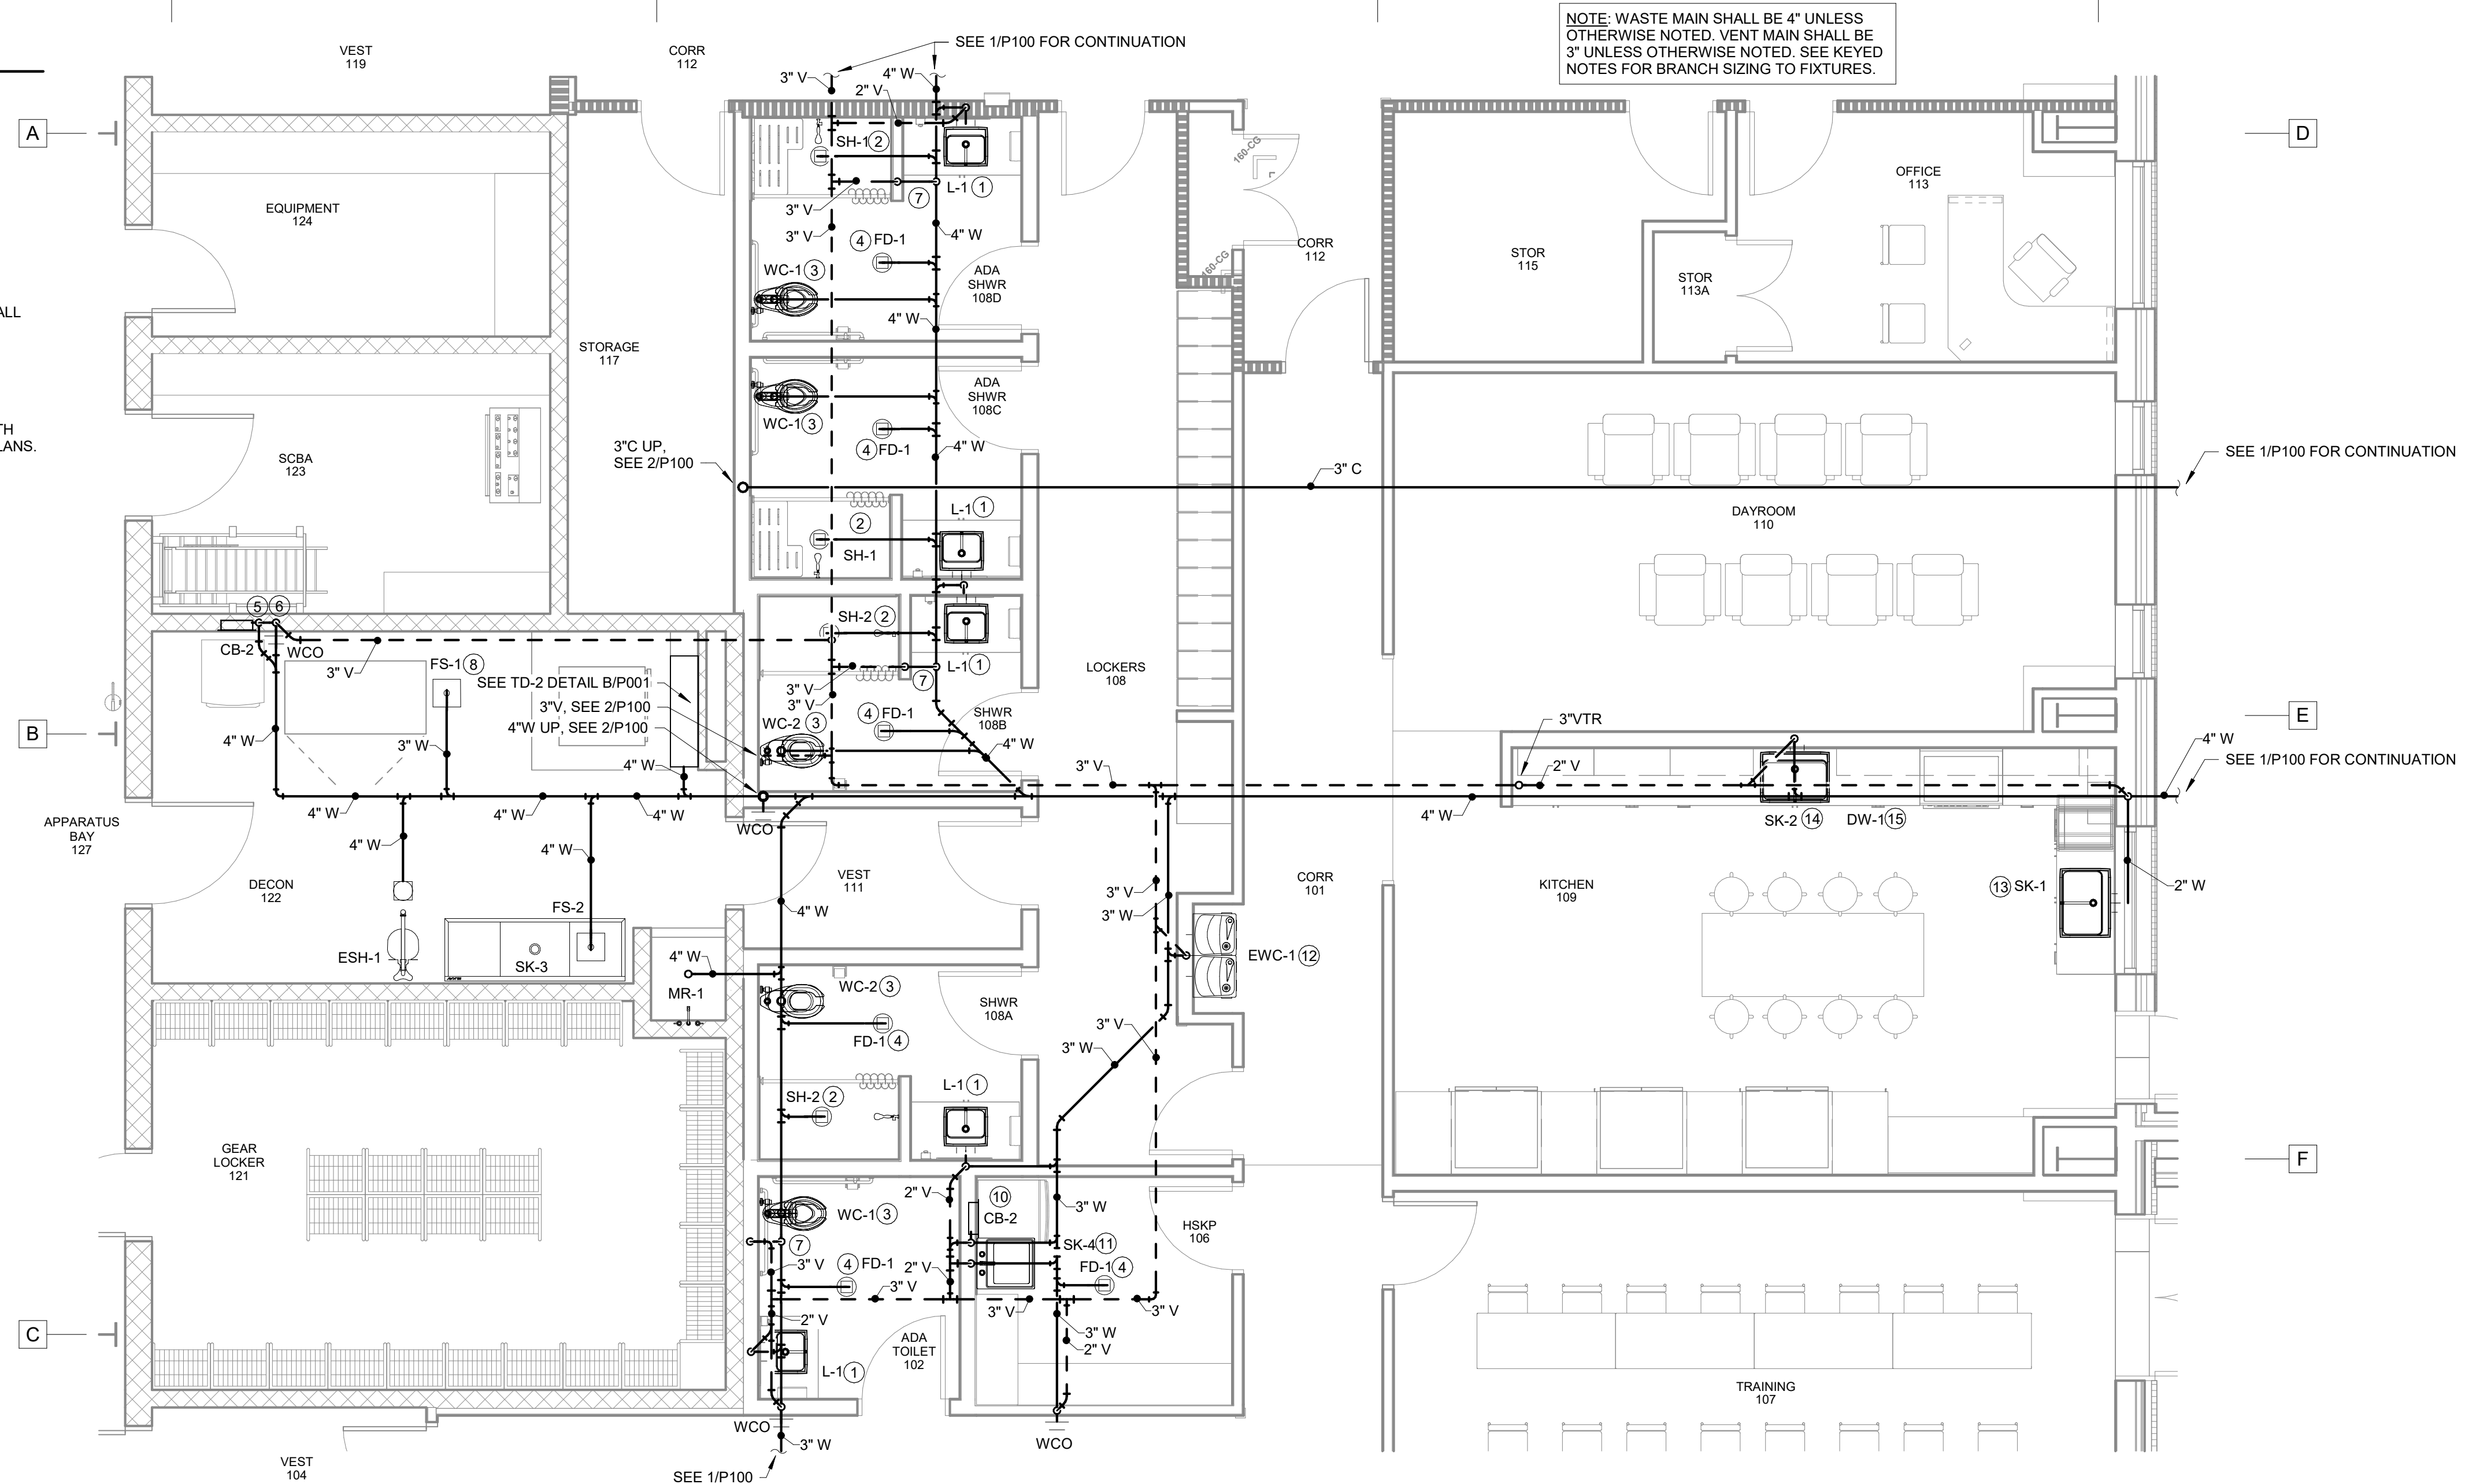 NOTE: WASTE MAIN SHALL BE 4" UNLESS
OTHERWISE NOTED. VENT MAIN SHALL BE
3" UNLESS OTHERWISE NOTED. SEE KEYED
NOTES FOR BRANCH SIZING TO FIXTURES.
SEE 1/P100 FOR CONTINUATION
VEST
119
CORR
112
3" V
4" W
2" V
A
D
SH-1 2
L-1 1
7
3" V
3" V
4" W
EQUIPMENT
124
160-CG
160-CG
CORR
112
OFFICE
113
STOR
115
STOR
113A
4 FD-1
WC-1 3
ADA
SHWR
108D
4" W
ALL
STORAGE
117
ADA
SHWR
108C
WC-1 3
4 FD-1
4" W
TH
LANS.
SCBA
123
3"C UP,
SEE 2/P100
3" C
SEE 1/P100 FOR CONTINUATION
DAYROOM
110
L-1 1
2
SH-1
5 6
CB-2
WCO
3" V
FS-1 8
SH-2 2
L-1 1
LOCKERS
108
7
SEE TD-2 DETAIL B/P001
3" V
3" V
3"V, SEE 2/P100
4"W UP, SEE 2/P100
WC-2 3
4 FD-1
SHWR
108B
4" W
B
E
4" W
3" W
4" W
3" V
3"VTR
2" V
4" W
SEE 1/P100 FOR CONTINUATION
4" W
4" W
4" W
WCO
4" W
SK-2 14
DW-1 15
APPARATUS
BAY
127
4" W
4" W
DECON
122
VEST
111
CORR
101
KITCHEN
109
13 SK-1
2" W
3" V
3" W
4" W
FS-2
ESH-1
SK-3
4" W
MR-1
EWC-1 12
WC-2 3
SHWR
108A
FD-1 4
3" V
3" W
SH-2 2
L-1 1
GEAR
LOCKER
121
F
2" V
10
CB-2
3" W
WC-1 3
HSKP
106
7
SK-4 11
3" V
4 FD-1
2" V
FD-1 4
3" V
3" V
3" V
2" V
C
ADA
TOILET
102
3" W
2" V
L-1 1
TRAINING
107
WCO
3" W
WCO
VEST
104
SEE 1/P100